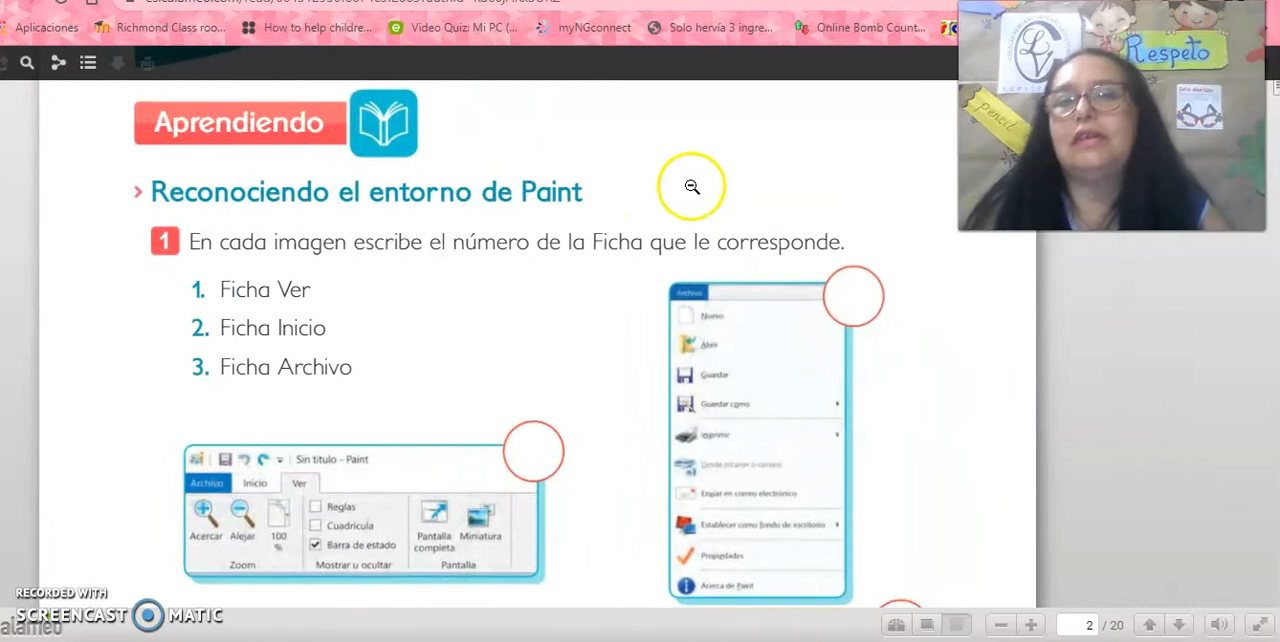 Aplicaciones
Richmond Class roo...
How to help childre...
Video Quiz: Mi PC (...
myNGconnect
Solo hervía 3 ingre...
Online Bomb Count...
Respeto
pencil
LV
Aprendiendo
Reconociendo el entorno de Paint
1 En cada imagen escribe el número de la Ficha que le corresponde.
1. Ficha Ver
2. Ficha Inicio
3. Ficha Archivo
Archivo
Nuevo
Abrir
Guardar
Guardar como
Imprimir
Desde escáner o cámara
Enviar en correo electrónico
Establecer como fondo de escritorio
Propiedades
Acerca de Paint
Sin título - Paint
Archivo Inicio Ver
Acercar Alejar 100 %
Zoom
Reglas
Cuadrícula
Barra de estado
Mostrar u ocultar
Pantalla completa
Miniatura
Pantalla
RECORDED WITH
SCREENCAST MATIC
2 / 20